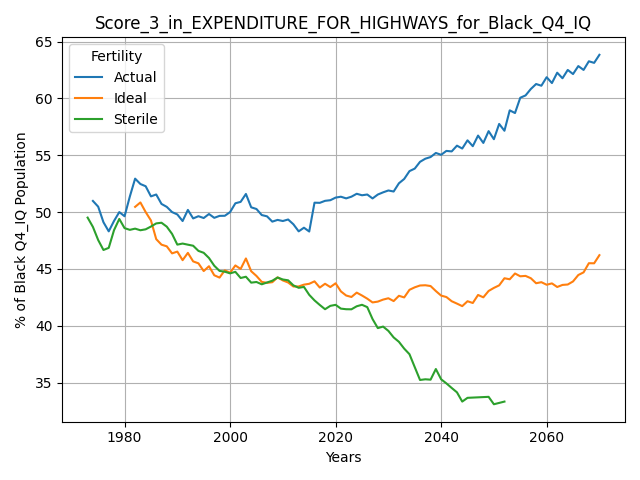 Score_3_in_EXPENDITURE_FOR_HIGHWAYS_for_Black_Q4_IQ
65
60
55
50
45
40
35
Fertility
Actual
Ideal
Sterile
% of Black Q4_IQ Population
1980
2000
2020
2040
2060
Years